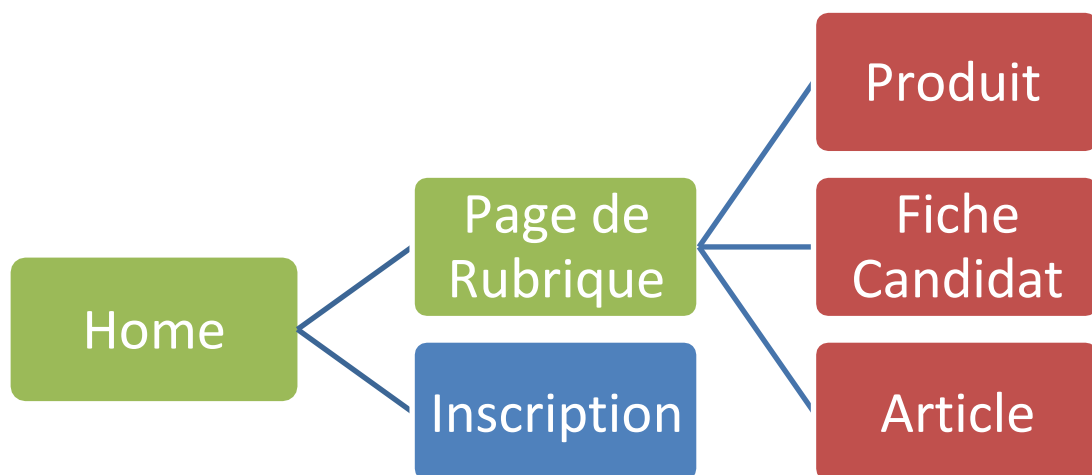 Home
Page de
Rubrique
Inscription
Produit
Fiche
Candidat
Article